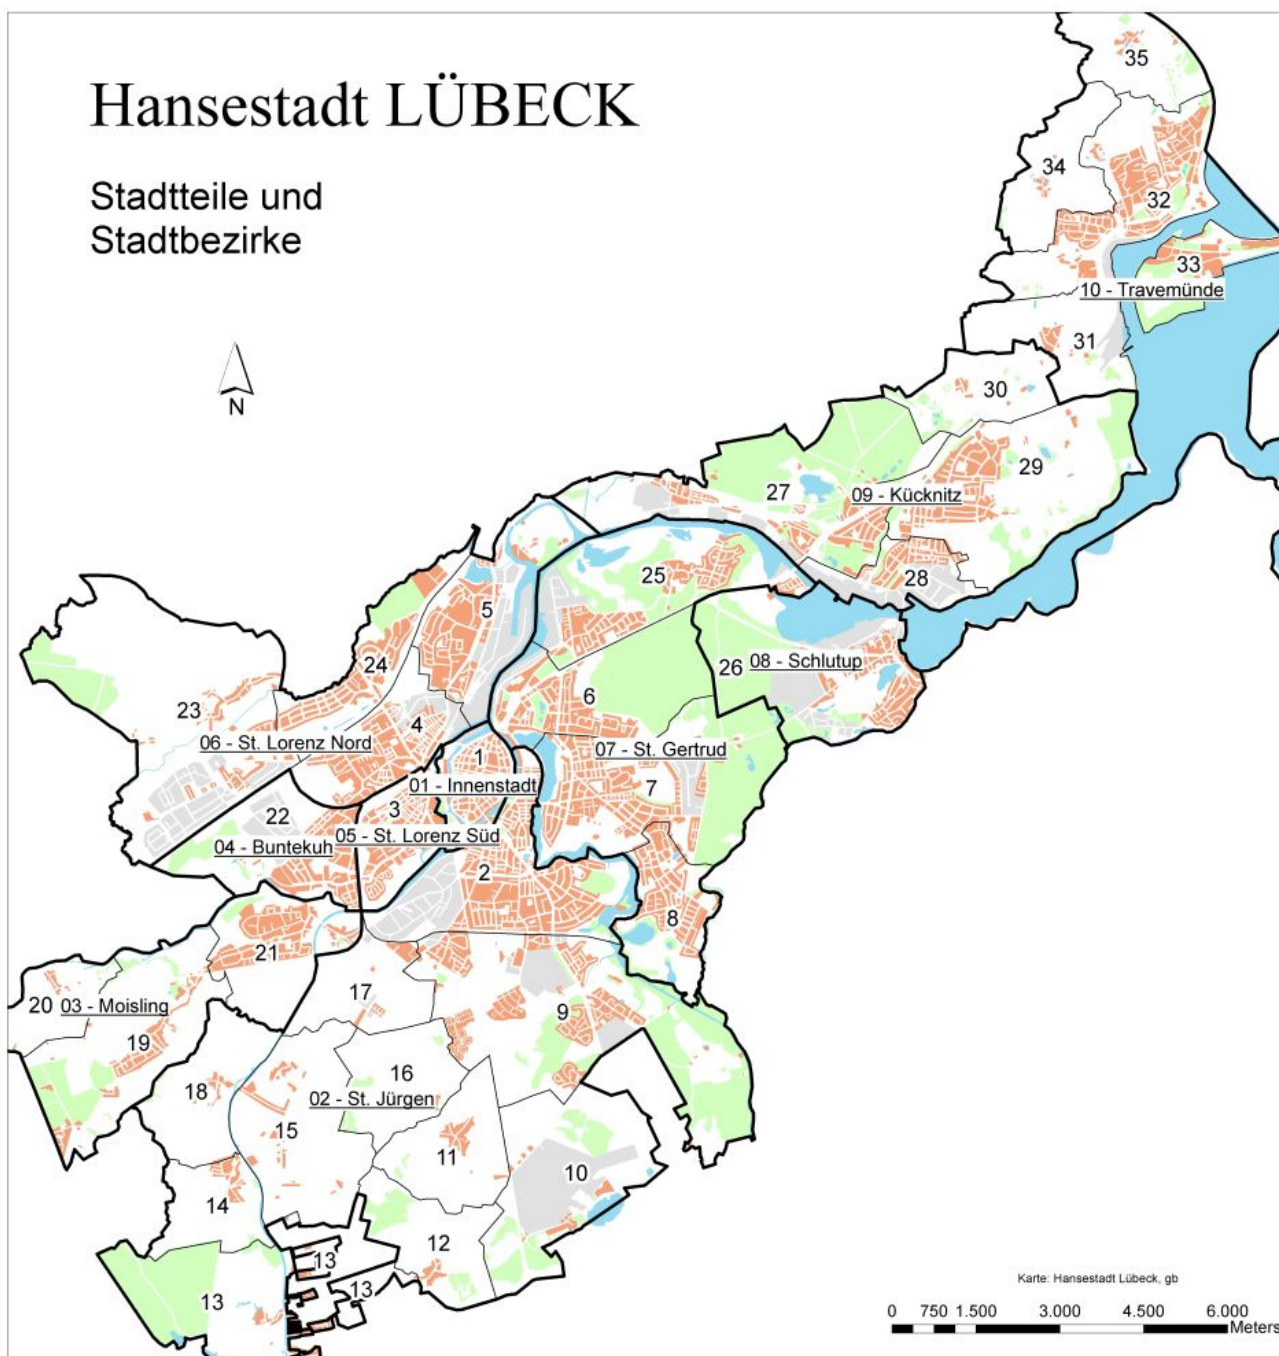 Hansestadt LÜBECK
Stadtteile und
Stadtbezirke
N
35
34
32
33
10 - Travemünde
31
30
29
27
09 - Kücknitz
28
25
5
26
08 - Schlutup
24
6
23
4
06 - St. Lorenz Nord
07 - St. Gertrud
1
01 - Innenstadt
7
3
22
05 - St. Lorenz Süd
04 - Buntekuh
2
8
21
17
20
03 - Moisling
9
19
16
18
02 - St. Jürgen
15
11
10
14
12
13
13
13
Karte: Hansestadt Lübeck, gb
0 750 1.500 3.000 4.500 6.000
Meters